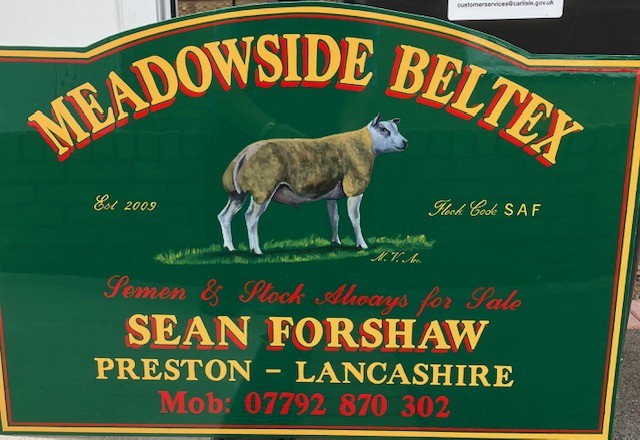 customerservices@carlisle.gov.uk
MEADOWSIDE BELTEX
Est 2009
Flock Code SAF
Semen & Stock Always for Sale
SEAN FORSHAW
PRESTON - LANCASHIRE
Mob: 07792 870 302